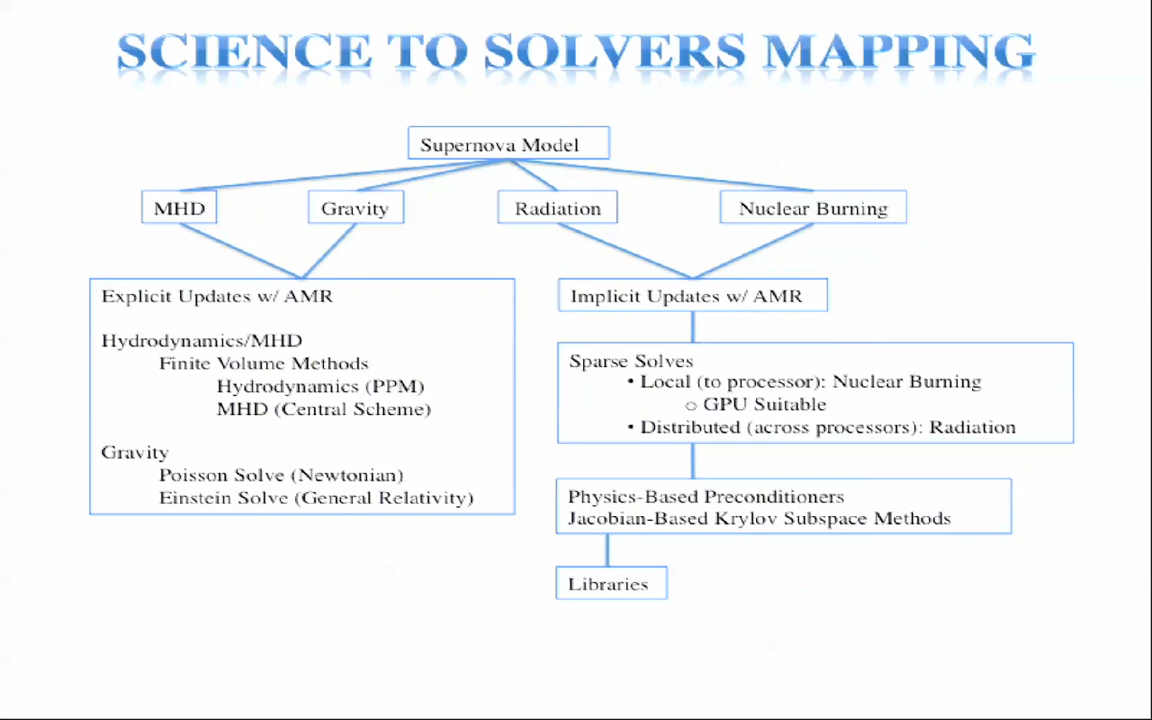 SCIENCE TO SOLVERS MAPPING
Supernova Model
MHD
Gravity
Radiation
Nuclear Burning
Explicit Updates w/ AMR
Hydrodynamics/MHD
Finite Volume Methods
Hydrodynamics (PPM)
MHD (Central Scheme)
Gravity
Poisson Solve (Newtonian)
Einstein Solve (General Relativity)
Implicit Updates w/ AMR
Sparse Solves
• Local (to processor): Nuclear Burning
○ GPU Suitable
• Distributed (across processors): Radiation
Physics-Based Preconditioners
Jacobian-Based Krylov Subspace Methods
Libraries